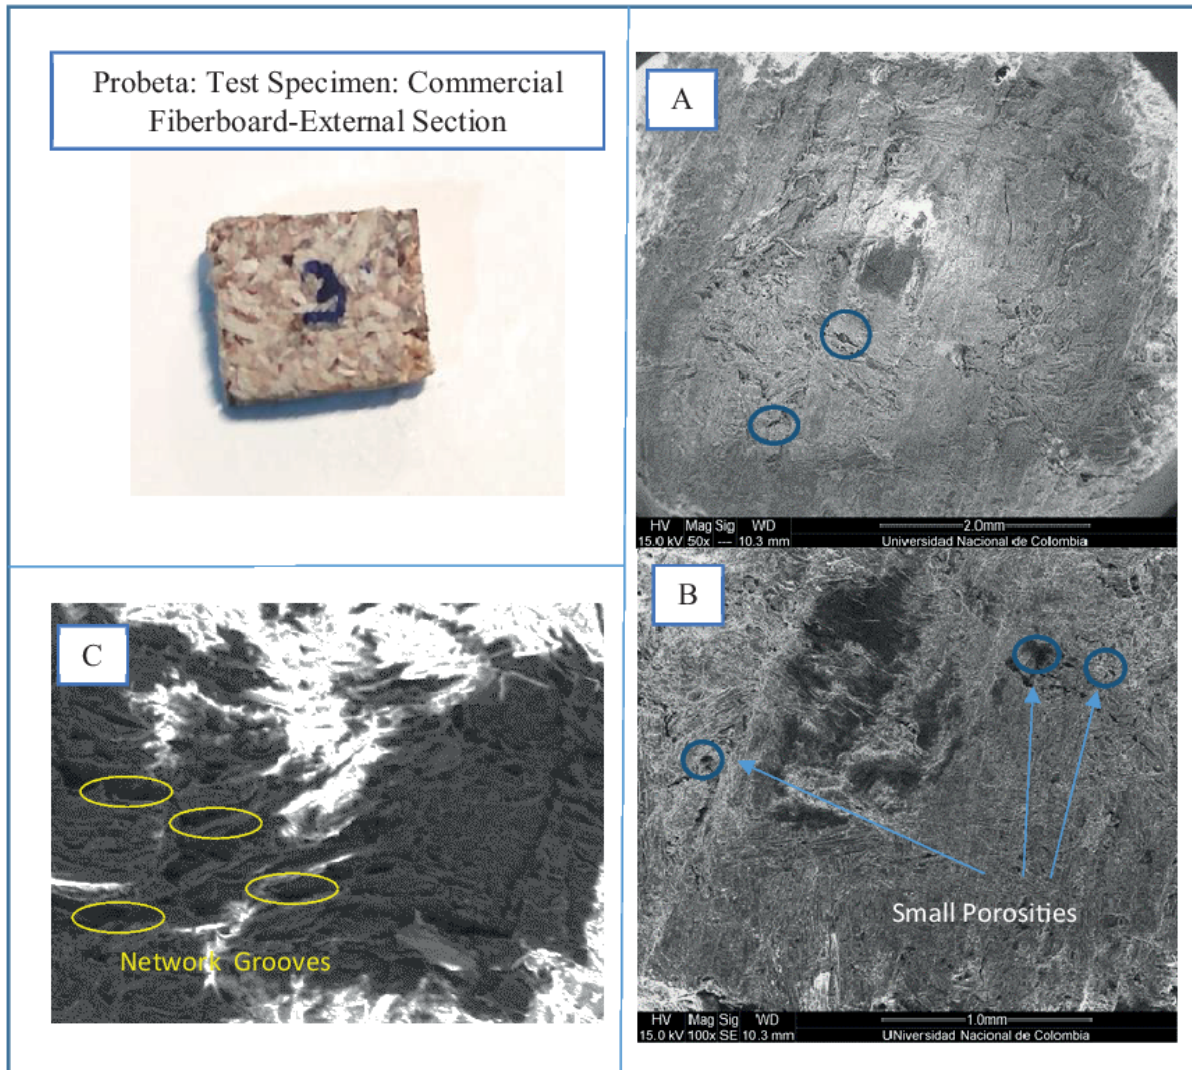 Probeta: Test Specimen: Commercial
Fiberboard-External Section
3
A
HV Mag Sig WD 2.0mm
15.0 kV 50x --- 10.3 mm Universidad Nacional de Colombia
B
Small Porosities
HV Mag Sig WD 1.0mm
15.0 kV 100x SE 10.3 mm UNiversidad Nacional de Colombia
C
Network Grooves